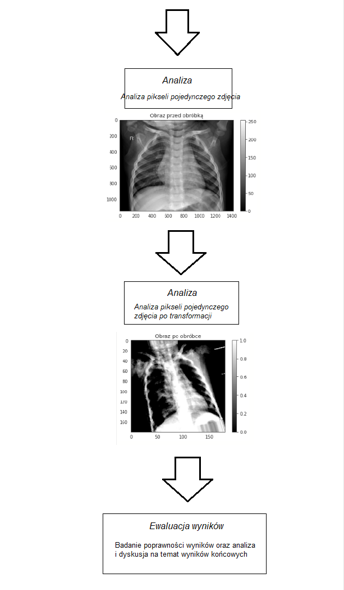 Analiza
Analiza pikseli pojedynczego zdjęcia
Obraz przed obróbką
0
200
400
600
800
1000
0 200 400 600 800 1000 1200 1400
250
200
150
100
50
0
Analiza
Analiza pikseli pojedynczego
zdjęcia po transformacji
Obraz po obróbce
0
20
40
60
80
100
120
140
160
0 50 100 150
1.0
0.8
0.6
0.4
0.2
0.0
Ewaluacja wyników
Badanie poprawności wyników oraz analiza
i dyskusja na temat wyników końcowych